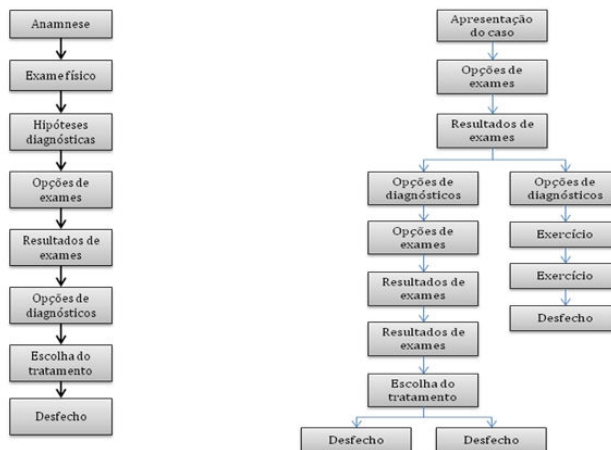 Anamnese
Exame físico
Hipóteses
diagnósticas
Opções de
exames
Resultados de
exames
Opções de
diagnósticos
Escolha do
tratamento
Desfecho
Apresentação
do caso
Opções de
exames
Resultados de
exames
Opções de
diagnósticos
Opções de
exames
Resultados de
exames
Resultados de
exames
Escolha do
tratamento
Desfecho
Desfecho
Opções de
diagnósticos
Exercício
Exercício
Desfecho